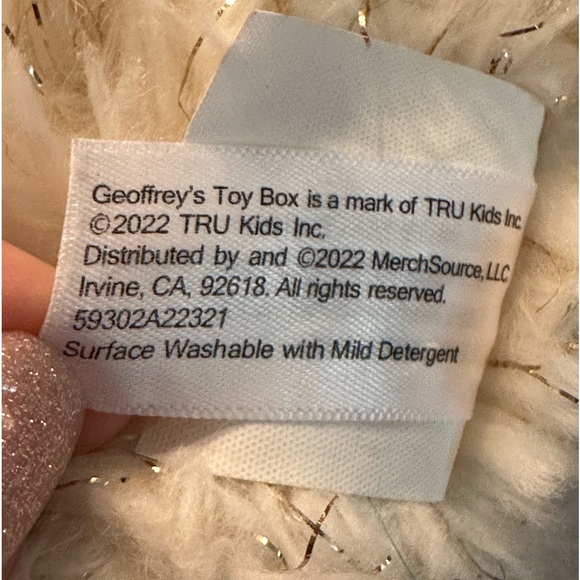 Geoffrey's Toy Box is a mark of TRU Kids Inc.
©2022 TRU Kids Inc.
Distributed by and ©2022 MerchSource, LLC
Irvine, CA, 92618. All rights reserved.
59302A22321
Surface Washable with Mild Detergent